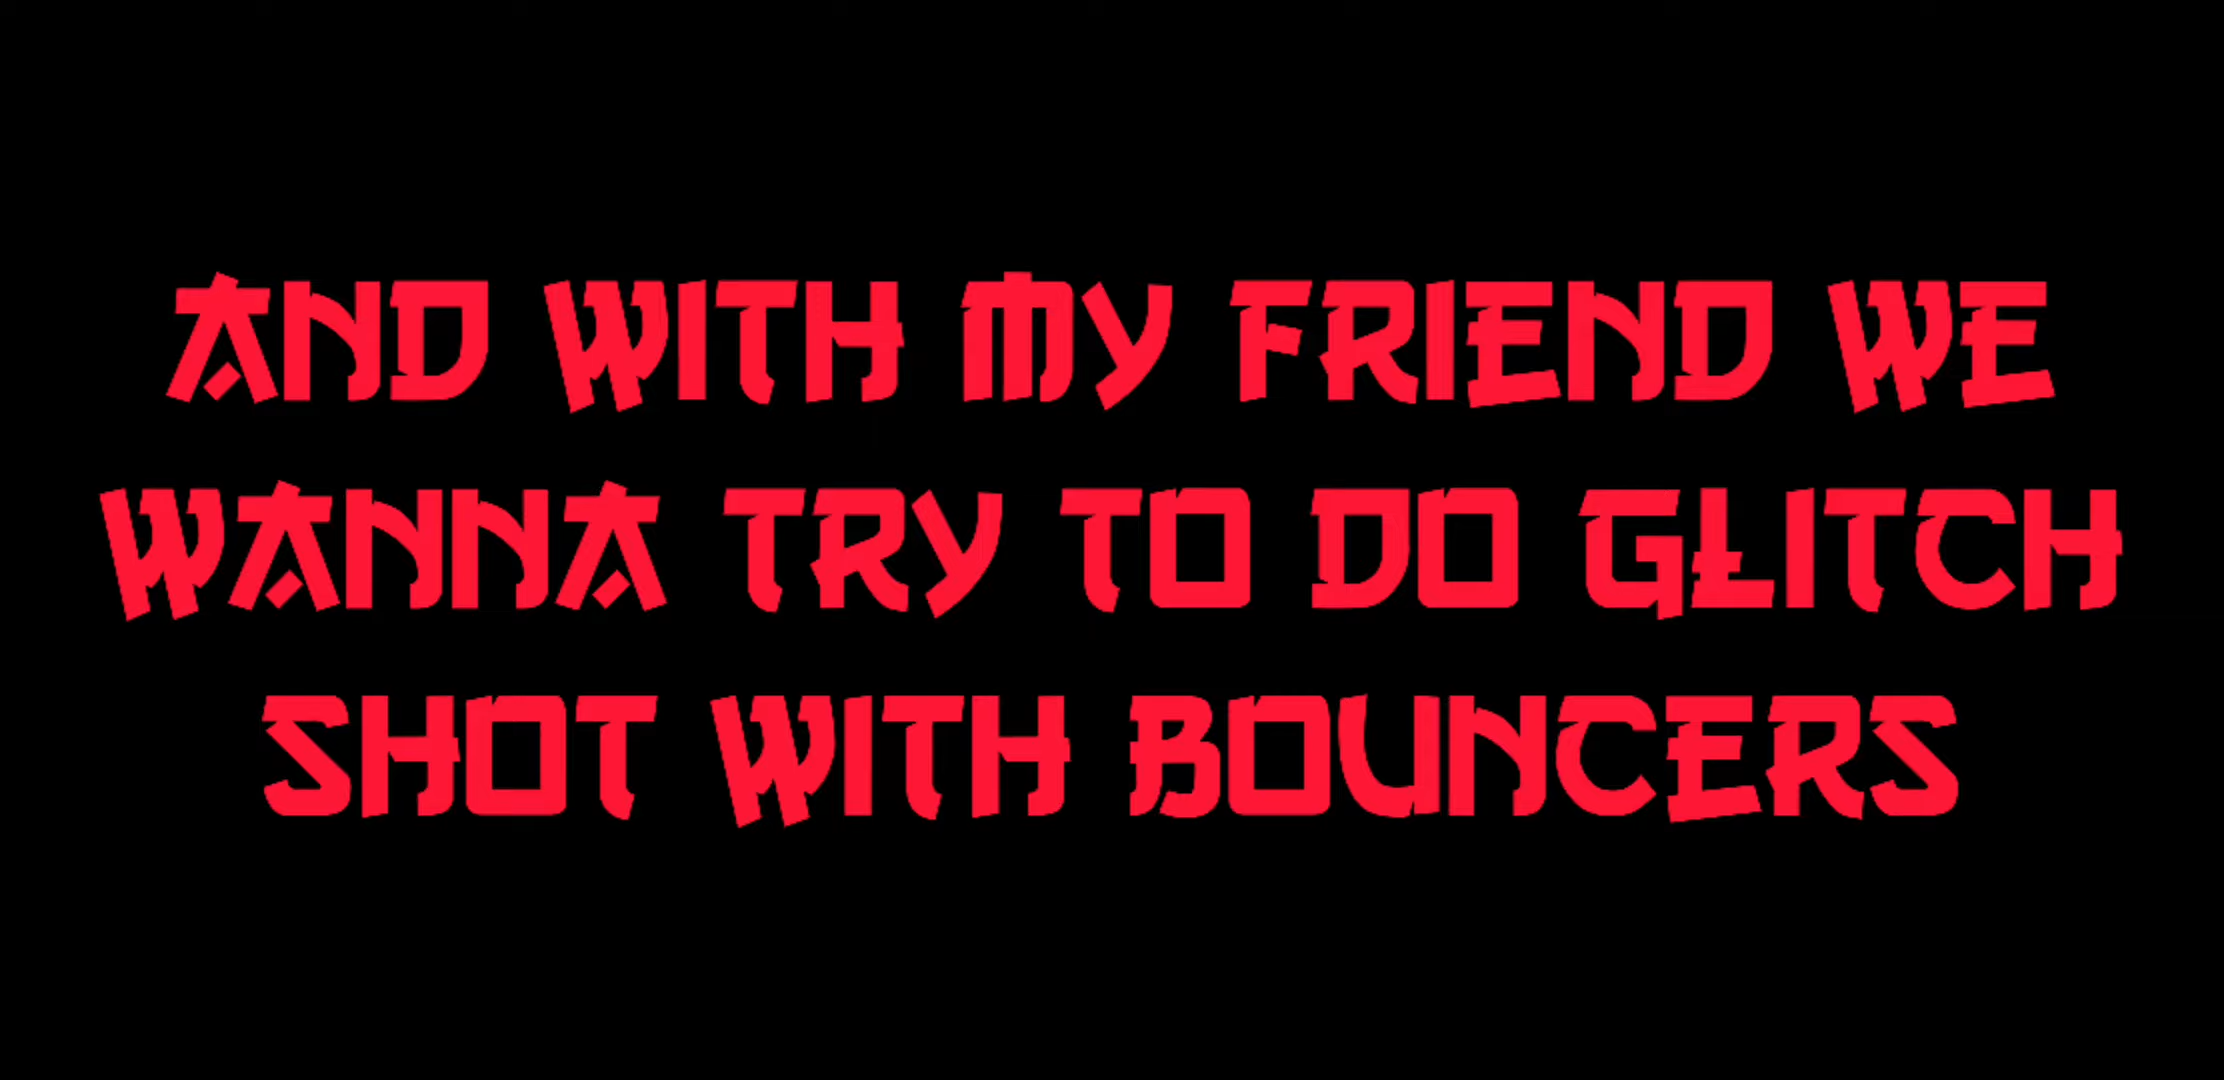 AND WITH MY FRIEND WE
WANNA TRY TO DO GLITCH
SHOT WITH BOUNCERS